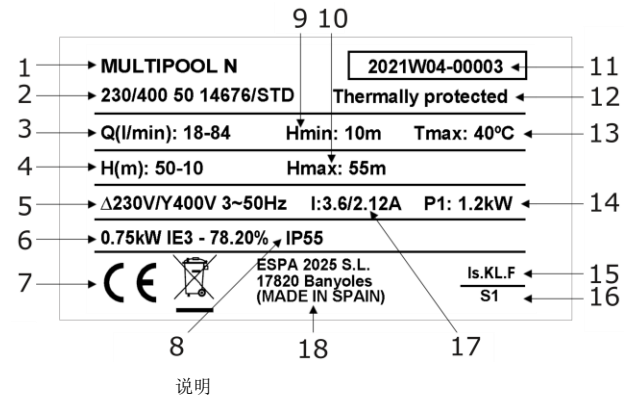 9 10
1 MULTIPOOL N 2021W04-00003 11
2 230/400 50 14676/STD Thermally protected 12
3 Q(l/min): 18-84 Hmin: 10m Tmax: 40ºC 13
4 H(m): 50-10 Hmax: 55m
5 Δ230V/Y400V 3~50Hz I:3.6/2.12A P1: 1.2kW 14
6 0.75kW IE3 - 78.20% IP55
7 CE ESPA 2025 S.L. Is.KL.F 15
17820 Banyoles
(MADE IN SPAIN) S1 16
8 18 17
说明